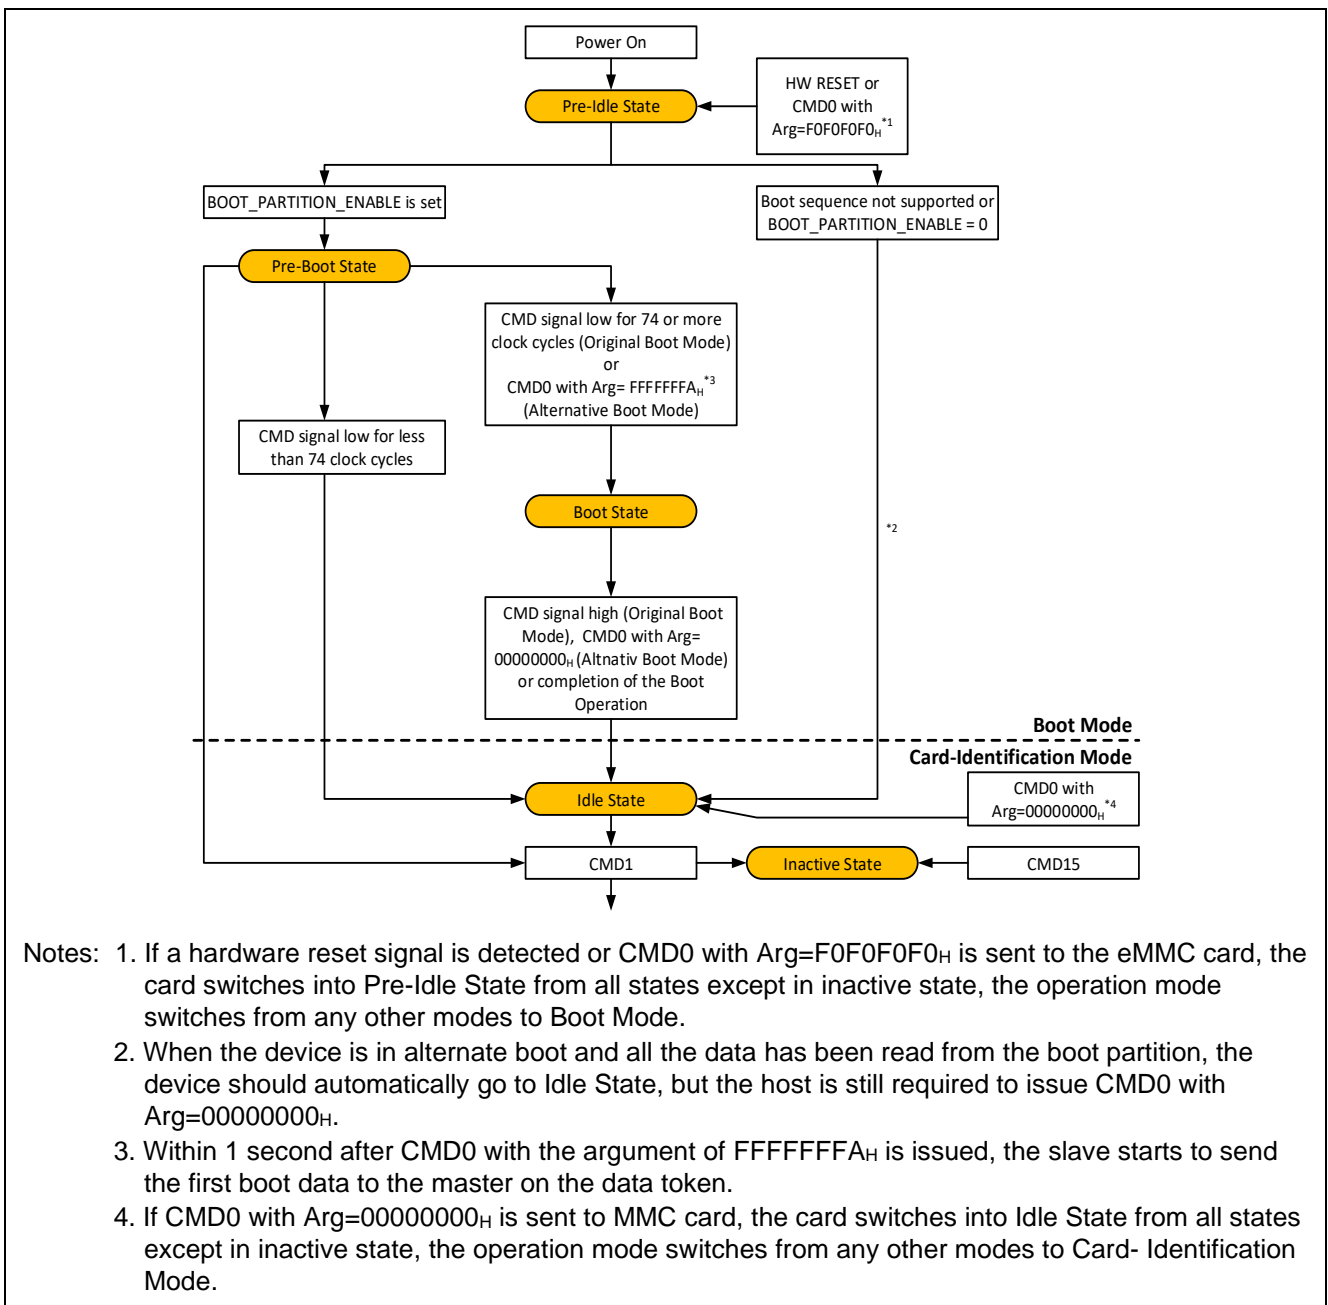 Power On
Pre-Idle State
HW RESET or
CMD0 with
Arg=F0F0F0F0H*1
BOOT_PARTITION_ENABLE is set
Boot sequence not supported or
BOOT_PARTITION_ENABLE = 0
Pre-Boot State
CMD signal low for 74 or more
clock cycles (Original Boot Mode)
or
CMD0 with Arg= FFFFFFFAH*3
(Alternative Boot Mode)
CMD signal low for less
than 74 clock cycles
Boot State
*2
CMD signal high (Original Boot
Mode), CMD0 with Arg=
00000000H (Altnativ Boot Mode)
or completion of the Boot
Operation
Boot Mode
Card-Identification Mode
Idle State
CMD0 with
Arg=00000000H*4
CMD1
Inactive State
CMD15
Notes: 1. If a hardware reset signal is detected or CMD0 with Arg=F0F0F0F0H is sent to the eMMC card, the
card switches into Pre-Idle State from all states except in inactive state, the operation mode
switches from any other modes to Boot Mode.
2. When the device is in alternate boot and all the data has been read from the boot partition, the
device should automatically go to Idle State, but the host is still required to issue CMD0 with
Arg=00000000H.
3. Within 1 second after CMD0 with the argument of FFFFFFFAH is issued, the slave starts to send
the first boot data to the master on the data token.
4. If CMD0 with Arg=00000000H is sent to MMC card, the card switches into Idle State from all states
except in inactive state, the operation mode switches from any other modes to Card- Identification
Mode.